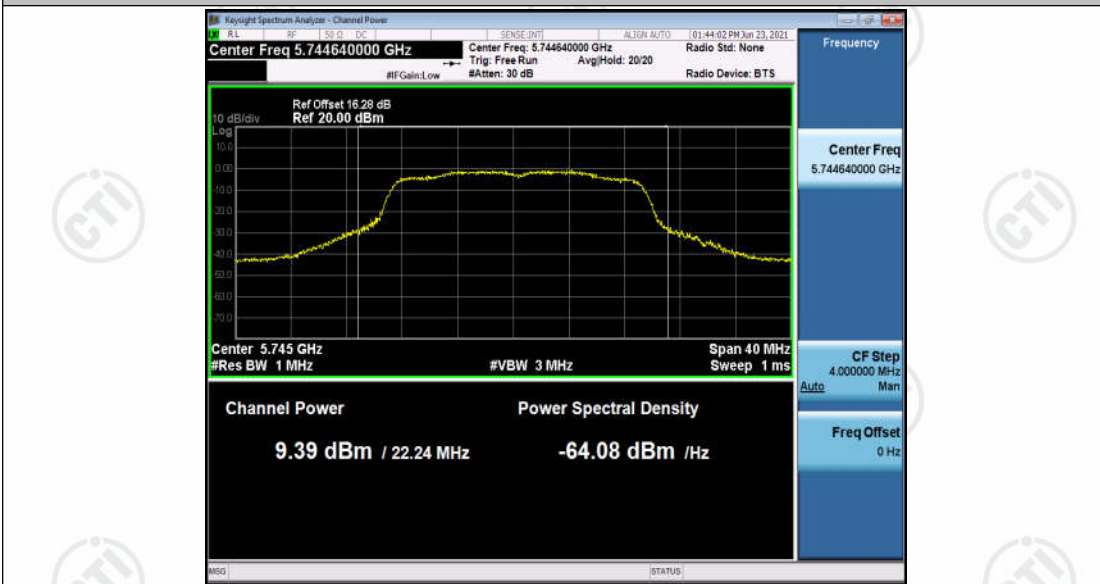 Keysight Spectrum Analyzer - Channel Power
RL RF 50 Ω DC SENSE:INT ALIGN AUTO 01:44:02 PM Jun 23, 2021
Center Freq 5.744640000 GHz
Center Freq: 5.744640000 GHz Radio Std: None
Trig: Free Run Avg|Hold: 20/20
#IFGain:Low #Atten: 30 dB Radio Device: BTS
Ref Offset 16.28 dB
10 dB/div Ref 20.00 dBm
Log
10.0
0.00
-10.0
-20.0
-30.0
-40.0
-50.0
-60.0
-70.0
Center 5.745 GHz Span 40 MHz
#Res BW 1 MHz #VBW 3 MHz Sweep 1 ms
Channel Power Power Spectral Density
9.39 dBm / 22.24 MHz -64.08 dBm /Hz
MSG STATUS
Frequency
Center Freq
5.744640000 GHz
CF Step
4.000000 MHz
Auto Man
Freq Offset
0 Hz
CTI
CTI
CTI
CTI